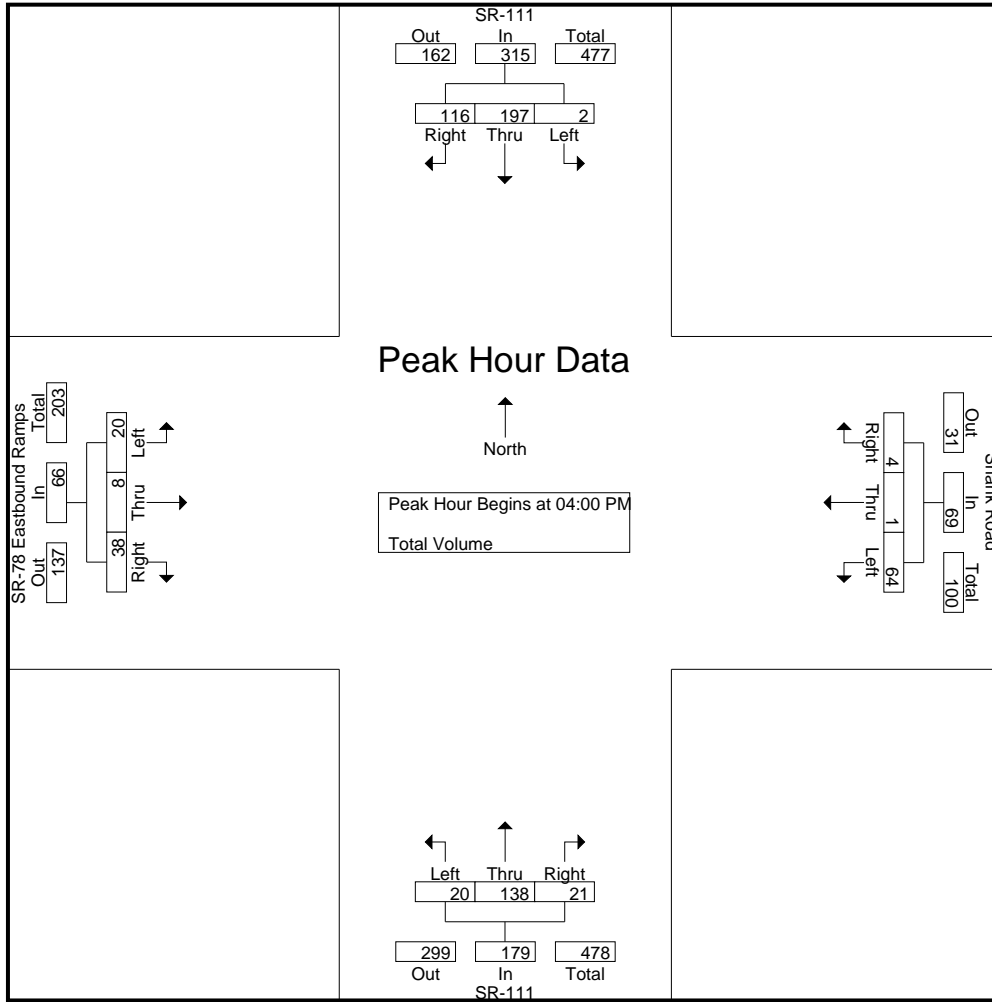 SR-111
Out In Total
162 315 477
116 197 2
Right Thru Left
Peak Hour Data
North
Peak Hour Begins at 04:00 PM
Total Volume
SR-78 Eastbound Ramps
Total In Out
203 66 137
20 8 38
Left Thru Right
Right Thru Left
4 1 64
Out In Total
31 69 100
Shank Road
Left Thru Right
20 138 21
299 179 478
Out In Total
SR-111